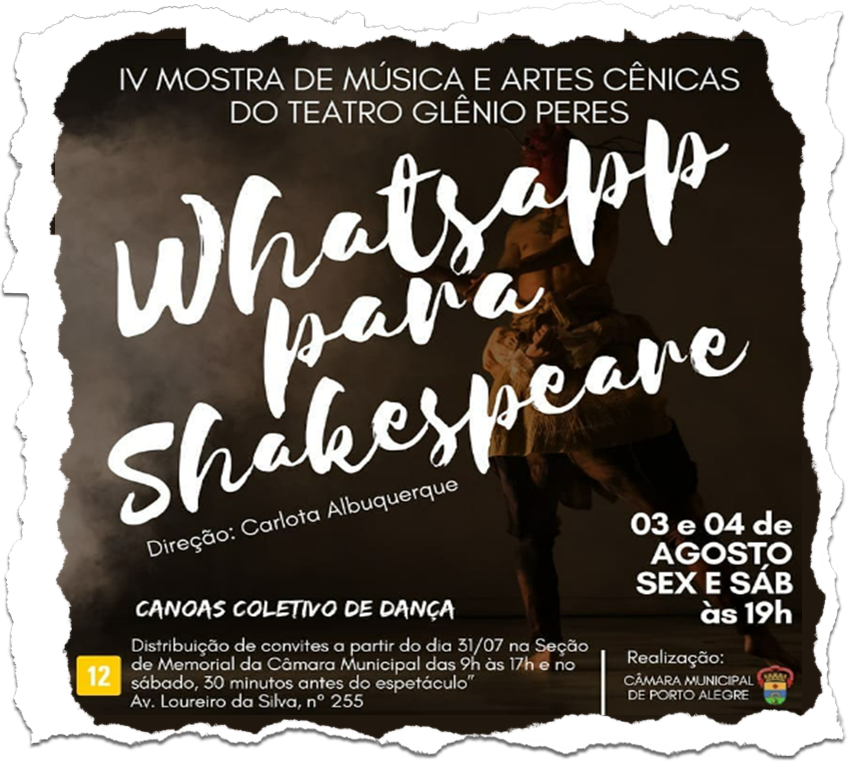 IV MOSTRA DE MÚSICA E ARTES CÊNICAS
DO TEATRO GLÊNIO PERES
Whatsapp
para
Shakespeare
Direção: Carlota Albuquerque
03 e 04 de
AGOSTO
SEX E SÁB
às 19h
CANOAS COLETIVO DE DANÇA
12
Distribuição de convites a partir do dia 31/07 na Seção
de Memorial da Câmara Municipal das 9h às 17h e no
sábado, 30 minutos antes do espetáculo”
Av. Loureiro da Silva, nº 255
Realização:
CÂMARA MUNICIPAL
DE PORTO ALEGRE